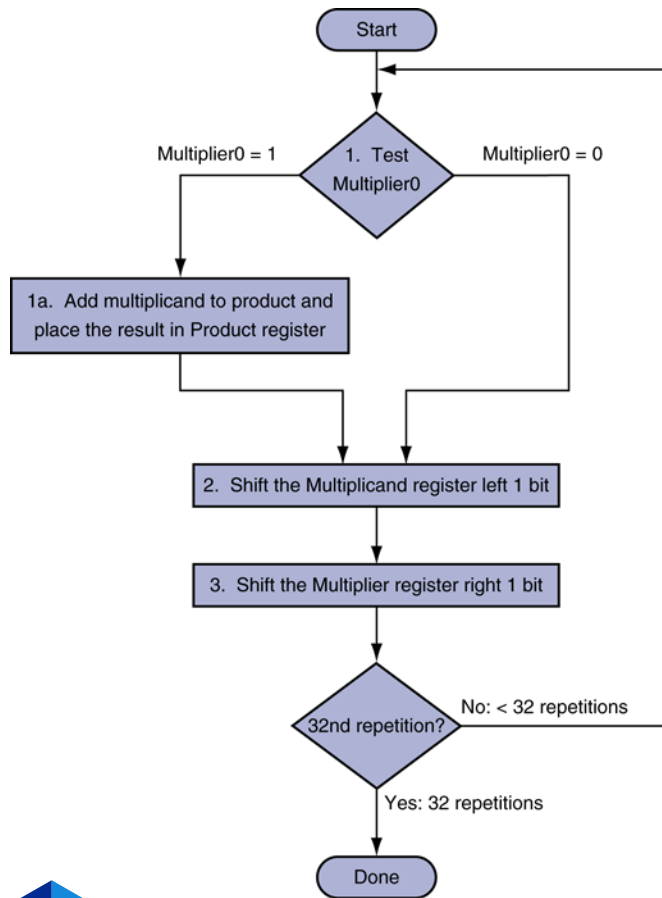 Start
Multiplier0 = 1
1. Test
Multiplier0
Multiplier0 = 0
1a. Add multiplicand to product and
place the result in Product register
2. Shift the Multiplicand register left 1 bit
3. Shift the Multiplier register right 1 bit
32nd repetition?
No: < 32 repetitions
Yes: 32 repetitions
Done